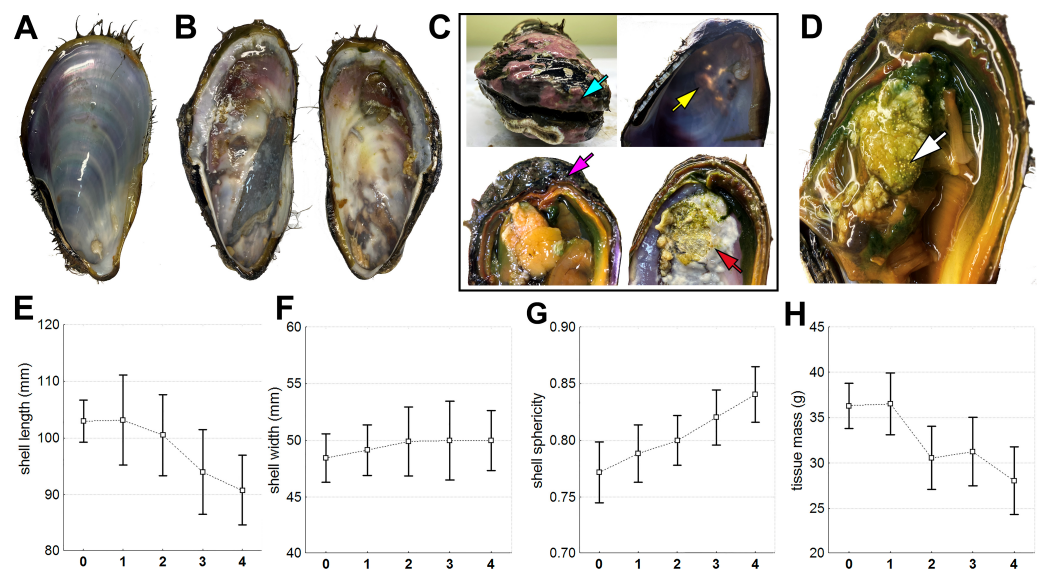 A B C D
E F G H
120
110
100
90
80
shell length (mm)
0 1 2 3 4
60
55
50
45
40
shell width (mm)
0 1 2 3 4
0.90
0.85
0.80
0.75
0.70
shell sphericity
0 1 2 3 4
45
40
35
30
25
20
tissue mass (g)
0 1 2 3 4